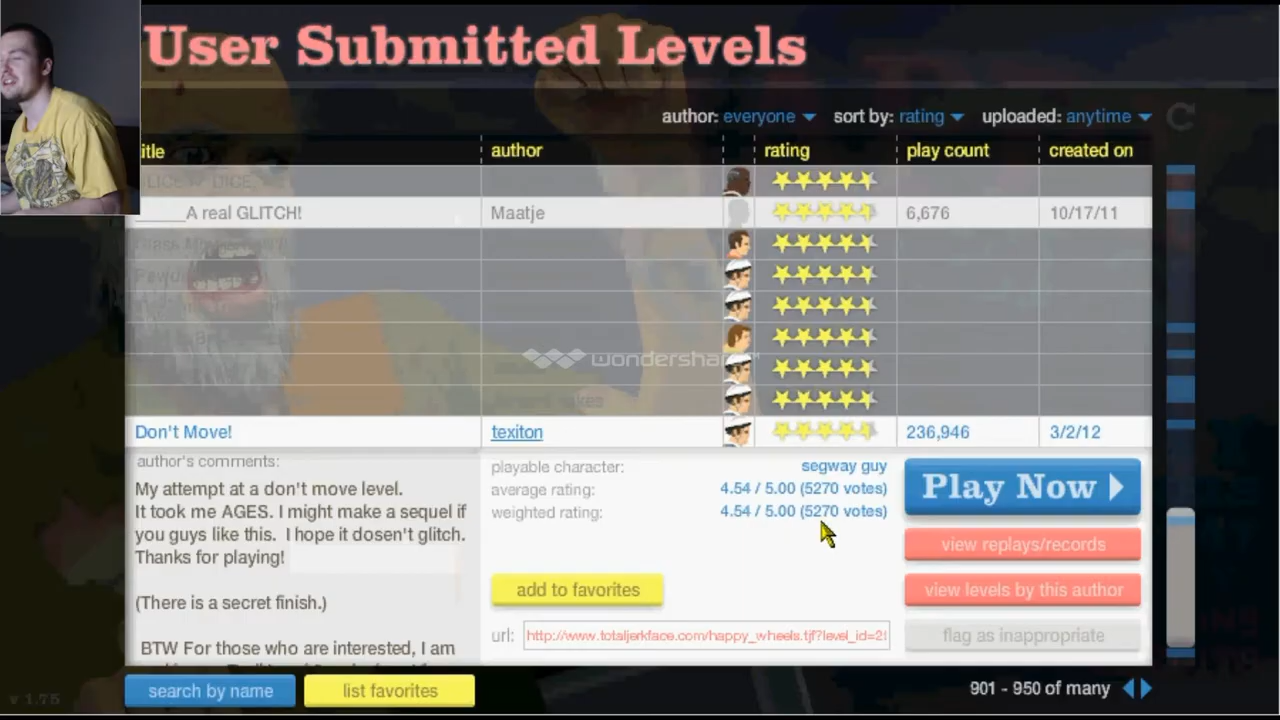 User Submitted Levels
author: everyone sort by: rating uploaded: anytime
itle author rating play count created on
LICE DICE,
_____A real GLITCH! Maatje 6,676 10/17/11
wondershare
Don't Move! texiton 236,946 3/2/12
author's comments:
My attempt at a don't move level.
It took me AGES. I might make a sequel if
you guys like this. I hope it dosen't glitch.
Thanks for playing!
(There is a secret finish.)
BTW For those who are interested, I am
playable character: segway guy
average rating: 4.54 / 5.00 (5270 votes)
weighted rating: 4.54 / 5.00 (5270 votes)
add to favorites
url: http://www.totaljerkface.com/happy_wheels.tjf?level_id=2
Play Now
view replays/records
view levels by this author
flag as inappropriate
v 1.75
search by name list favorites 901 - 950 of many